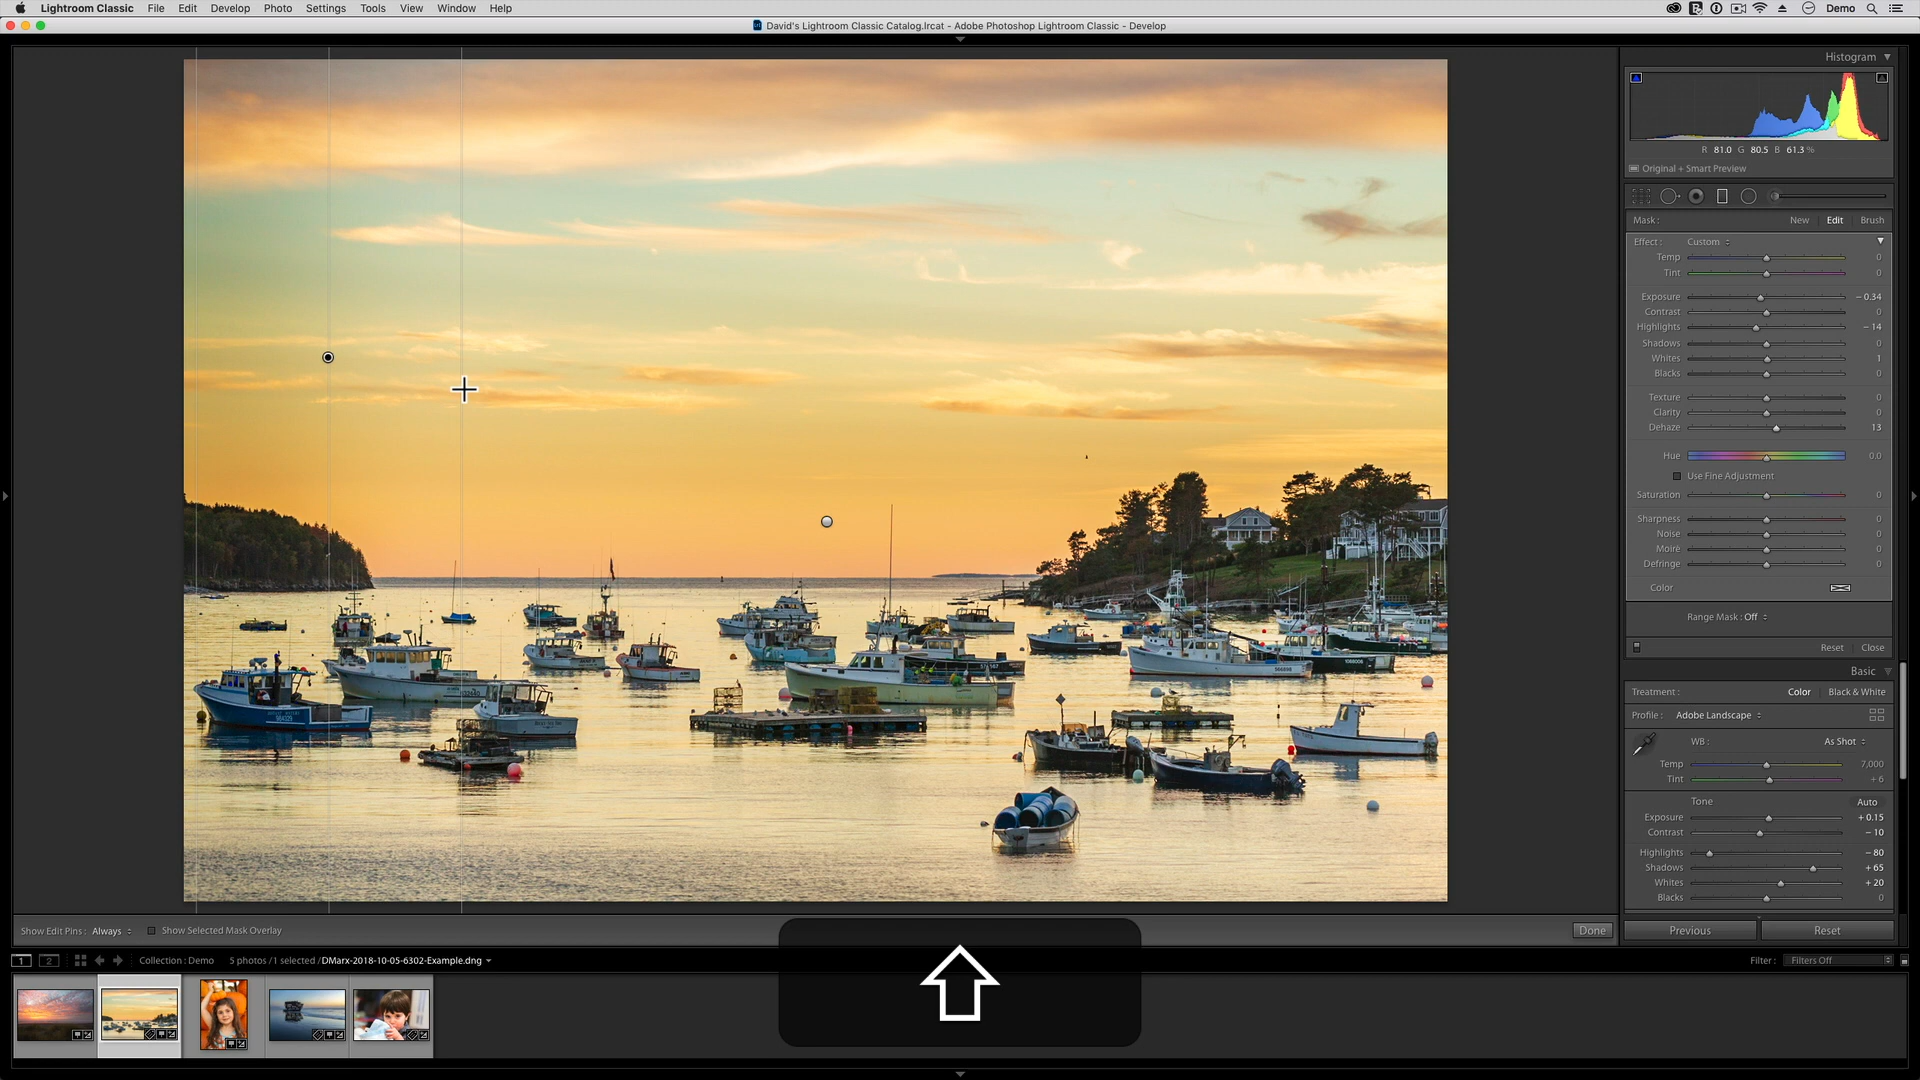 Lightroom Classic File Edit Develop Photo Settings Tools View Window Help Demo
David's Lightroom Classic Catalog.lrcat - Adobe Photoshop Lightroom Classic - Develop
Histogram
R 81.0 G 80.5 B 61.3 %
Original + Smart Preview
Mask : New Edit Brush
Effect : Custom
Temp 0
Tint 0
Exposure − 0.34
Contrast 0
Highlights − 14
Shadows 0
Whites 1
Blacks 0
Texture 0
Clarity 0
Dehaze 13
Hue 0.0
Use Fine Adjustment
Saturation 0
Sharpness 0
Noise 0
Moiré 0
Defringe 0
Color
Range Mask : Off
Reset Close
Basic
Treatment : Color Black & White
Profile : Adobe Landscape
WB : As Shot
Temp 7,000
Tint + 6
Tone Auto
Exposure + 0.15
Contrast − 10
Highlights − 80
Shadows + 65
Whites + 20
Blacks 0
Previous Reset
Show Edit Pins : Always Show Selected Mask Overlay Done
1 2 Collection : Demo 5 photos / 1 selected / DMarx-2018-10-05-6302-Example.dng Filter : Filters Off